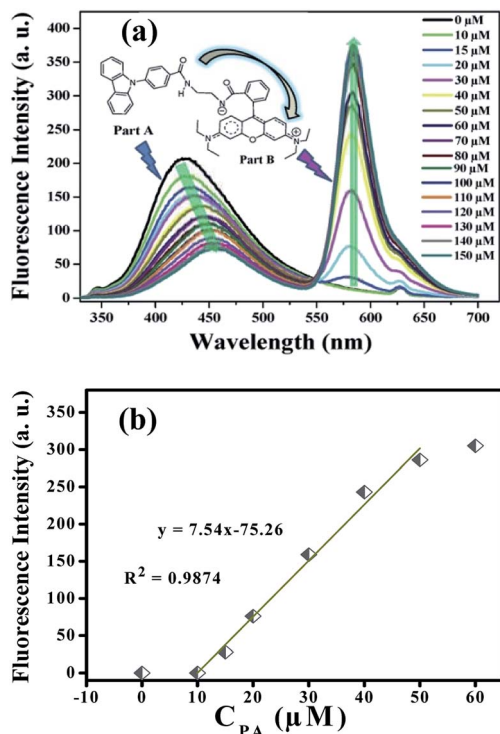 (a)
Fluorescence Intensity (a. u.)
400
350
300
250
200
150
100
50
0
N
O
N
H
O
N
⊖
N
O
N
⊕
Part A
Part B
0 µM
10 µM
15 µM
20 µM
30 µM
40 µM
50 µM
60 µM
70 µM
80 µM
90 µM
100 µM
110 µM
120 µM
130 µM
140 µM
150 µM
350 400 450 500 550 600 650 700
Wavelength (nm)
(b)
Fluorescence Intensity (a. u.)
350
300
250
200
150
100
50
0
y = 7.54x-75.26
R² = 0.9874
-10 0 10 20 30 40 50 60
C_PA (µM)